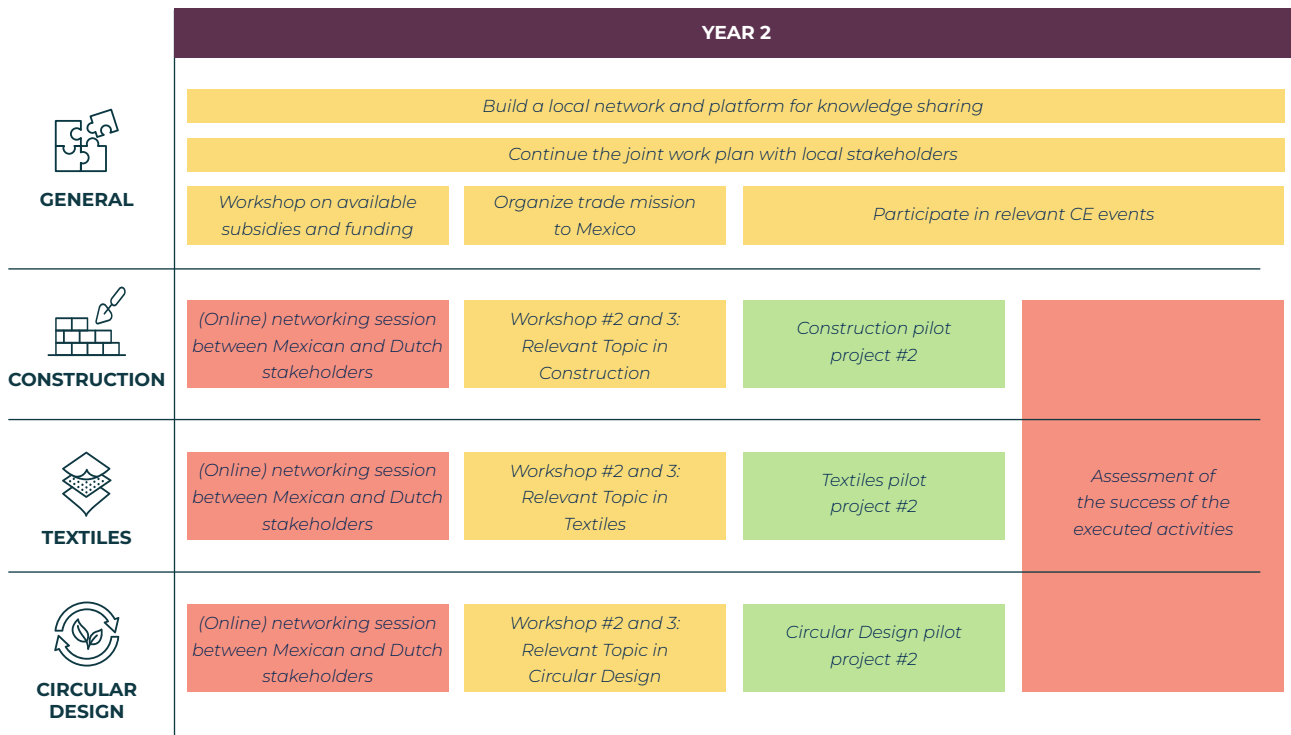 YEAR 2
GENERAL
Build a local network and platform for knowledge sharing
Continue the joint work plan with local stakeholders
Workshop on available
subsidies and funding
Organize trade mission
to Mexico
Participate in relevant CE events
CONSTRUCTION
(Online) networking session
between Mexican and Dutch
stakeholders
Workshop #2 and 3:
Relevant Topic in
Construction
Construction pilot
project #2
TEXTILES
(Online) networking session
between Mexican and Dutch
stakeholders
Workshop #2 and 3:
Relevant Topic in
Textiles
Textiles pilot
project #2
Assessment of
the success of the
executed activities
CIRCULAR
DESIGN
(Online) networking session
between Mexican and Dutch
stakeholders
Workshop #2 and 3:
Relevant Topic in
Circular Design
Circular Design pilot
project #2